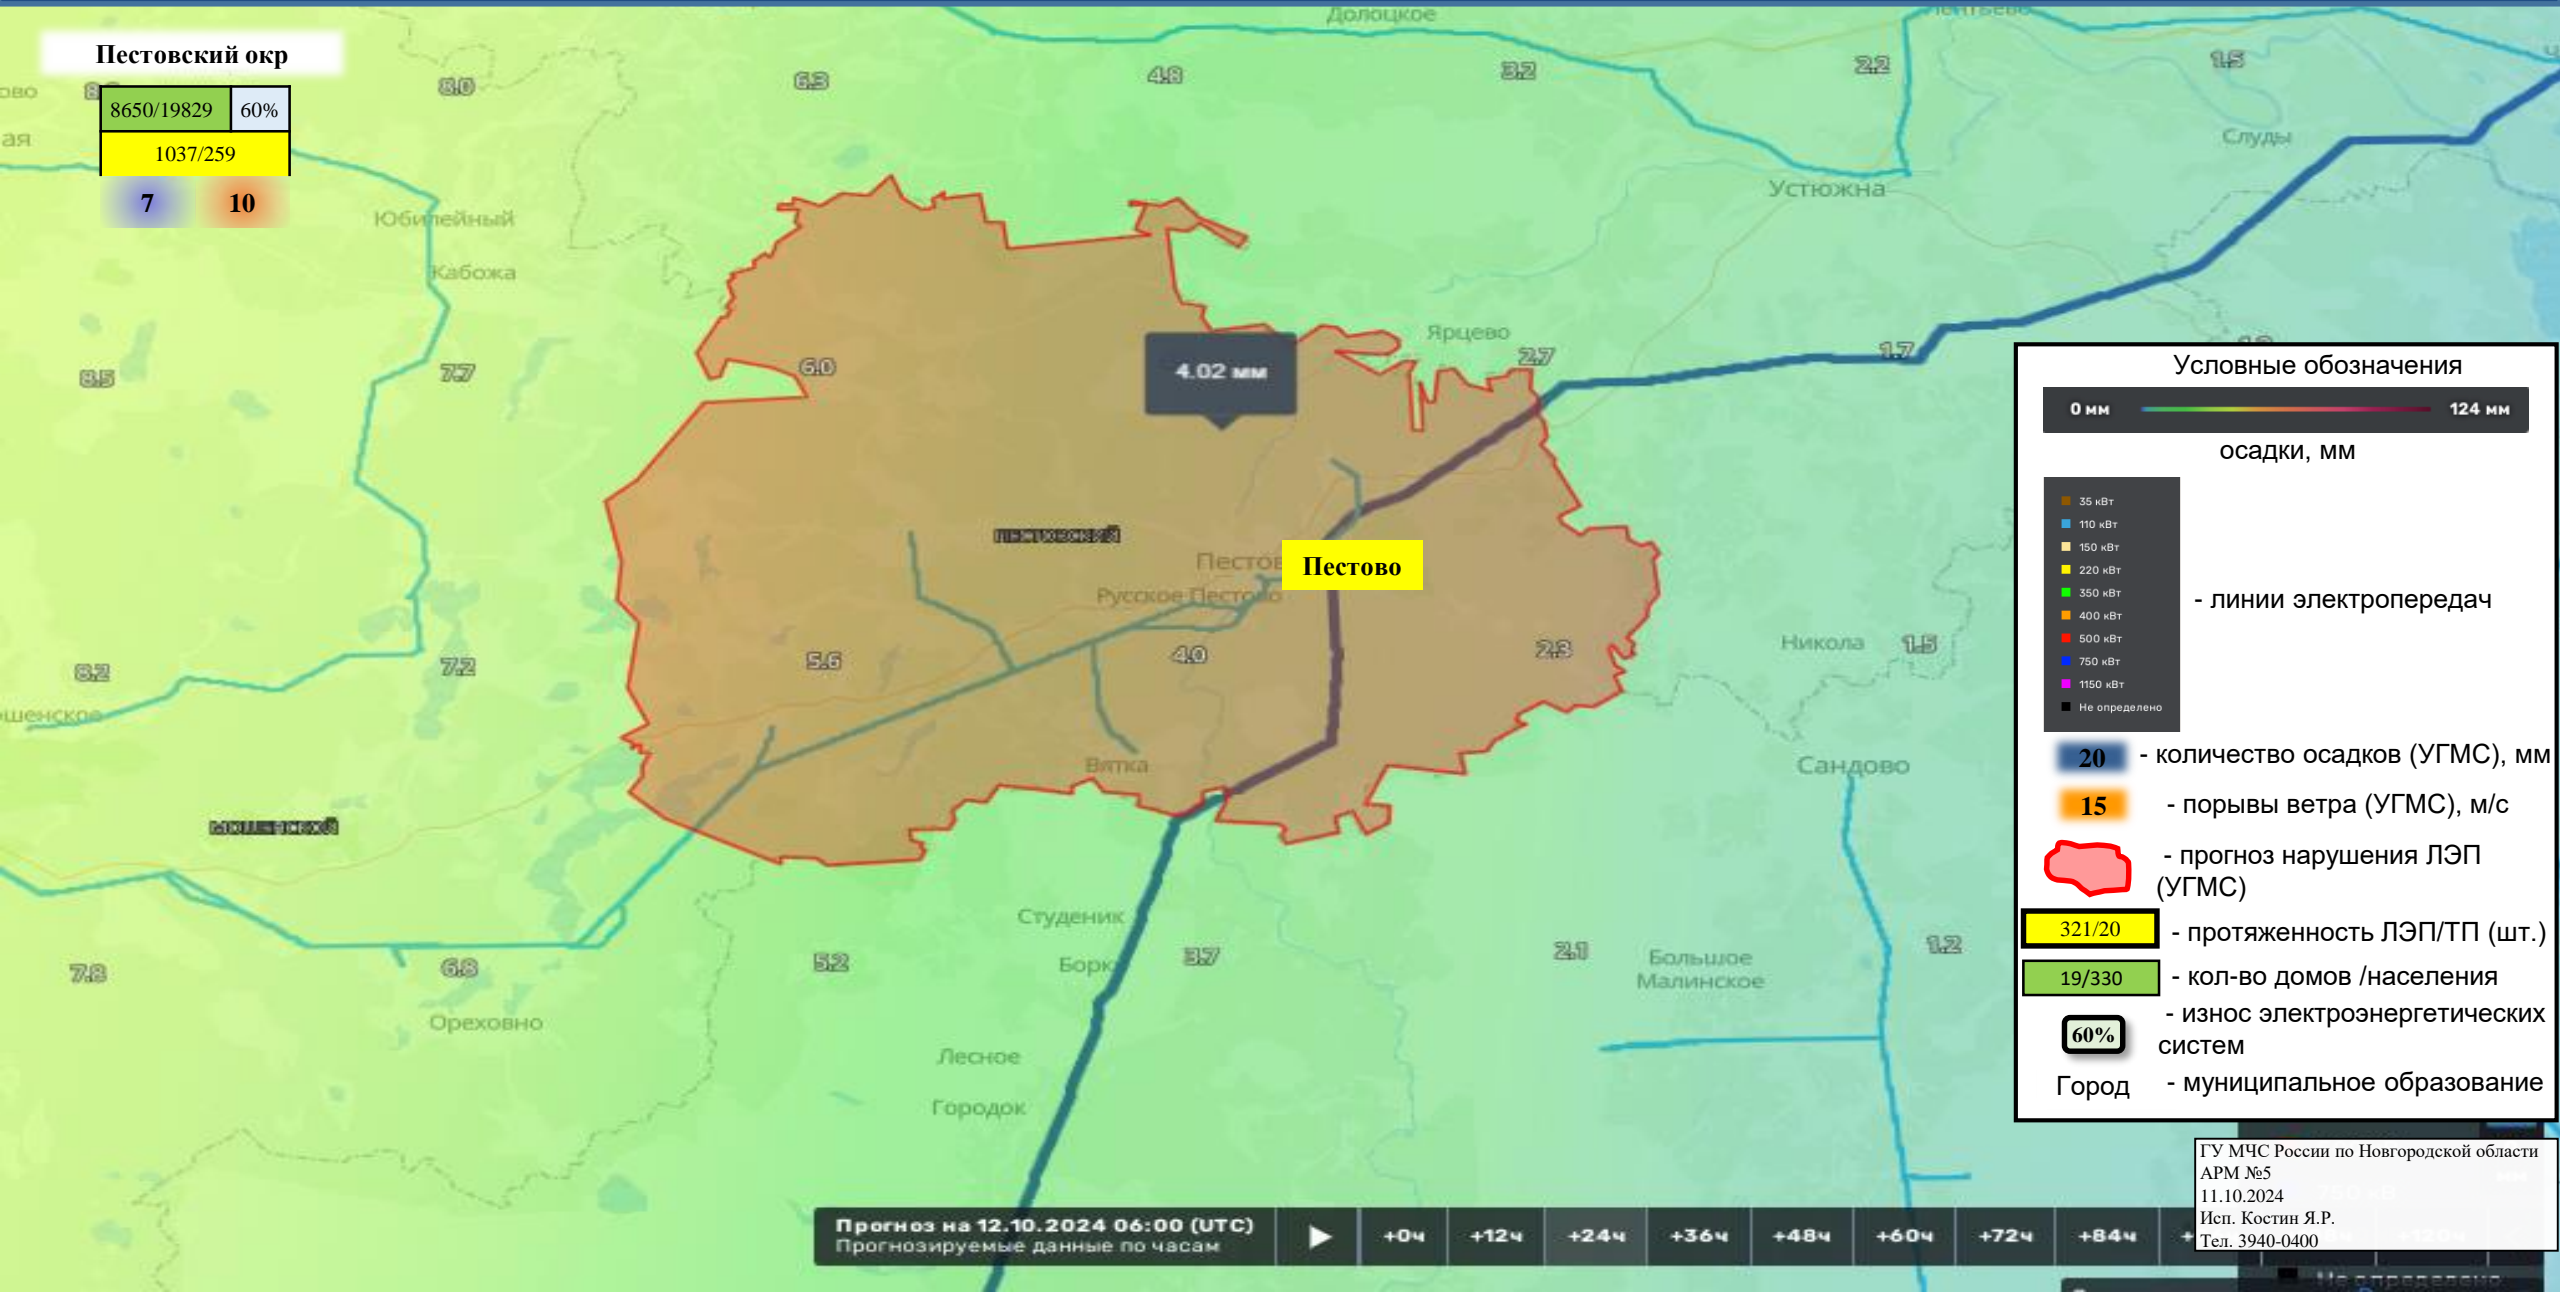 Долоцкое
Пестовский окр
8650/19829 60%
1037/259
7 10
8.0
6.3
4.8
3.2
2.2
1.5
ово
ая
Слуды
Устюжна
Юбилейный
Кабожа
Ярцево
8.5
7.7
6.0
4.02 мм
2.7
1.7
ПЕСТОВСКИЙ
Пестово
Русское Пестово
8.2
7.2
5.6
4.0
2.3
Никола
1.5
Вятка
Сандово
МОШЕНСКОЙ
Студеник
Борк
7.8
6.8
5.2
3.7
2.1
1.2
Большое
Малинское
Ореховно
Лесное
Городок
Условные обозначения
0 мм 124 мм
осадки, мм
35 кВт
110 кВт
150 кВт
220 кВт
350 кВт
400 кВт
500 кВт
750 кВт
1150 кВт
Не определено
- линии электропередач
20 - количество осадков (УГМС), мм
15 - порывы ветра (УГМС), м/с
- прогноз нарушения ЛЭП
(УГМС)
321/20 - протяженность ЛЭП/ТП (шт.)
19/330 - кол-во домов /населения
- износ электроэнергетических
60% систем
Город - муниципальное образование
ГУ МЧС России по Новгородской области
АРМ №5
11.10.2024
Исп. Костин Я.Р.
Тел. 3940-0400
Прогноз на 12.10.2024 06:00 (UTC)
Прогнозируемые данные по часам
+0ч +12ч +24ч +36ч +48ч +60ч +72ч +84ч
Не определено